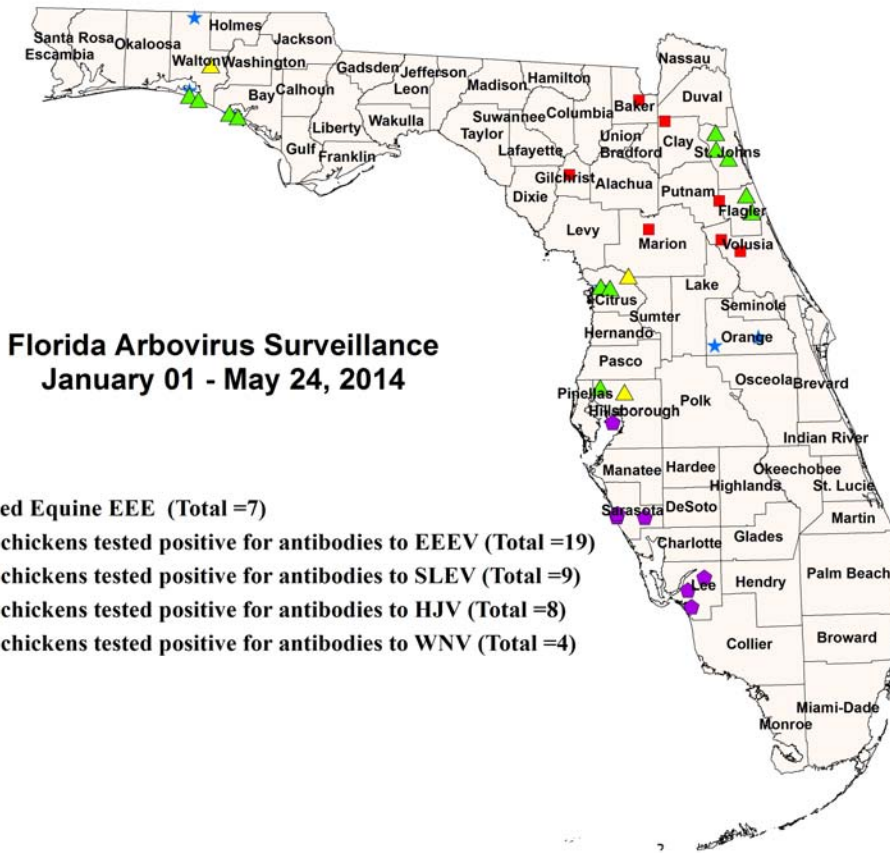 Holmes
Jackson
Santa Rosa
Okaloosa
Escambia
Walton
Washington
Gadsden
Jefferson
Leon
Madison
Hamilton
Nassau
Bay
Calhoun
Liberty
Wakulla
Gulf
Franklin
Taylor
Suwannee
Columbia
Baker
Duval
Union
Bradford
Clay
St. Johns
Lafayette
Gilchrist
Alachua
Putnam
Dixie
Flagler
Levy
Marion
Volusia
Lake
Citrus
Sumter
Seminole
Hernando
Orange
Florida Arbovirus Surveillance
January 01 - May 24, 2014
Pasco
Osceola
Brevard
Pinellas
Hillsborough
Polk
Indian River
Manatee
Hardee
Okeechobee
Highlands
St. Lucie
Sarasota
DeSoto
Martin
Charlotte
Glades
Lee
Hendry
Palm Beach
Collier
Broward
Miami-Dade
Monroe
ed Equine EEE (Total =7)
chickens tested positive for antibodies to EEEV (Total =19)
chickens tested positive for antibodies to SLEV (Total =9)
chickens tested positive for antibodies to HJV (Total =8)
chickens tested positive for antibodies to WNV (Total =4)